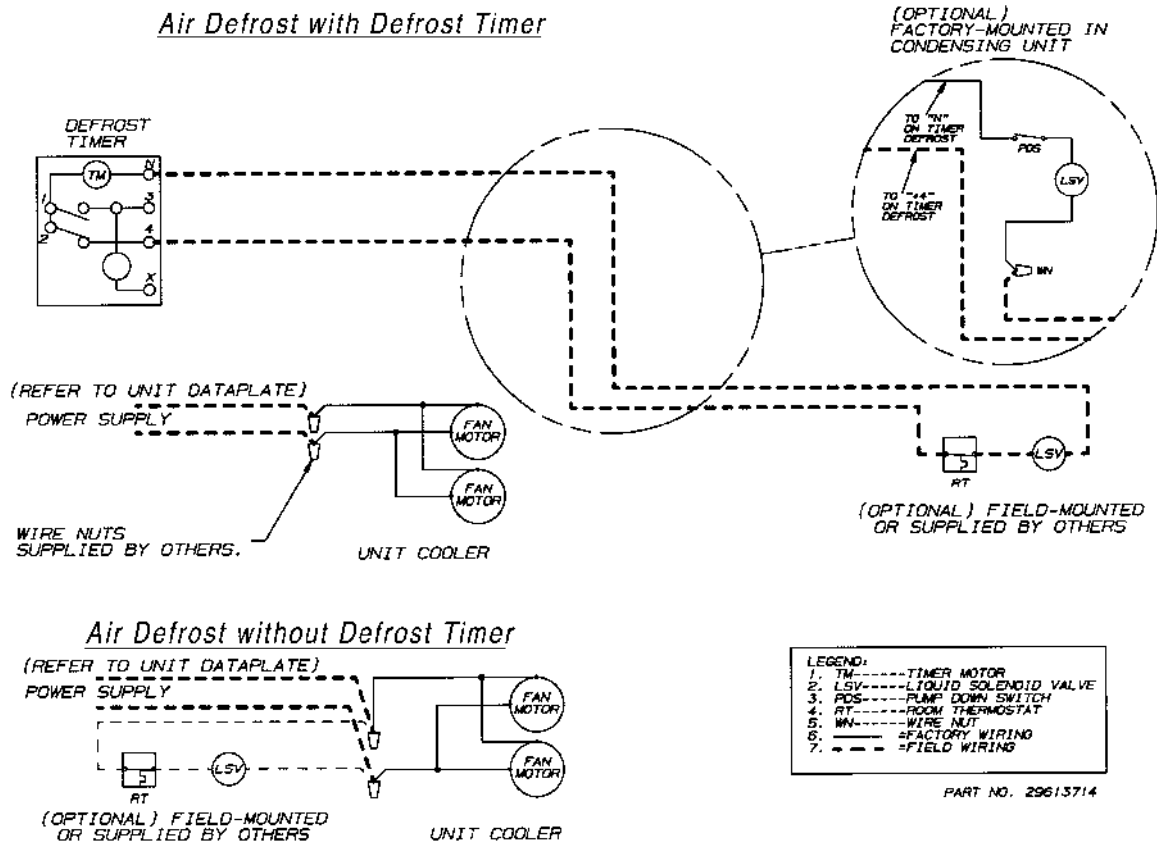 Air Defrost with Defrost Timer
(OPTIONAL)
FACTORY-MOUNTED IN
CONDENSING UNIT
TO "N"
ON TIMER
DEFROST
PDS
LSV
TO "+4"
ON TIMER
DEFROST
WN
DEFROST
TIMER
TM
N
1
3
2
4
X
(REFER TO UNIT DATAPLATE)
POWER SUPPLY
FAN
MOTOR
FAN
MOTOR
WIRE NUTS
SUPPLIED BY OTHERS.
UNIT COOLER
RT
LSV
(OPTIONAL) FIELD-MOUNTED
OR SUPPLIED BY OTHERS
Air Defrost without Defrost Timer
(REFER TO UNIT DATAPLATE)
POWER SUPPLY
FAN
MOTOR
FAN
MOTOR
RT
LSV
(OPTIONAL) FIELD-MOUNTED
OR SUPPLIED BY OTHERS
UNIT COOLER
LEGEND:
1. TM------TIMER MOTOR
2. LSV-----LIQUID SOLENOID VALVE
3. PDS-----PUMP DOWN SWITCH
4. RT------ROOM THERMOSTAT
5. WN------WIRE NUT
6. =FACTORY WIRING
7. =FIELD WIRING
PART NO. 29613714